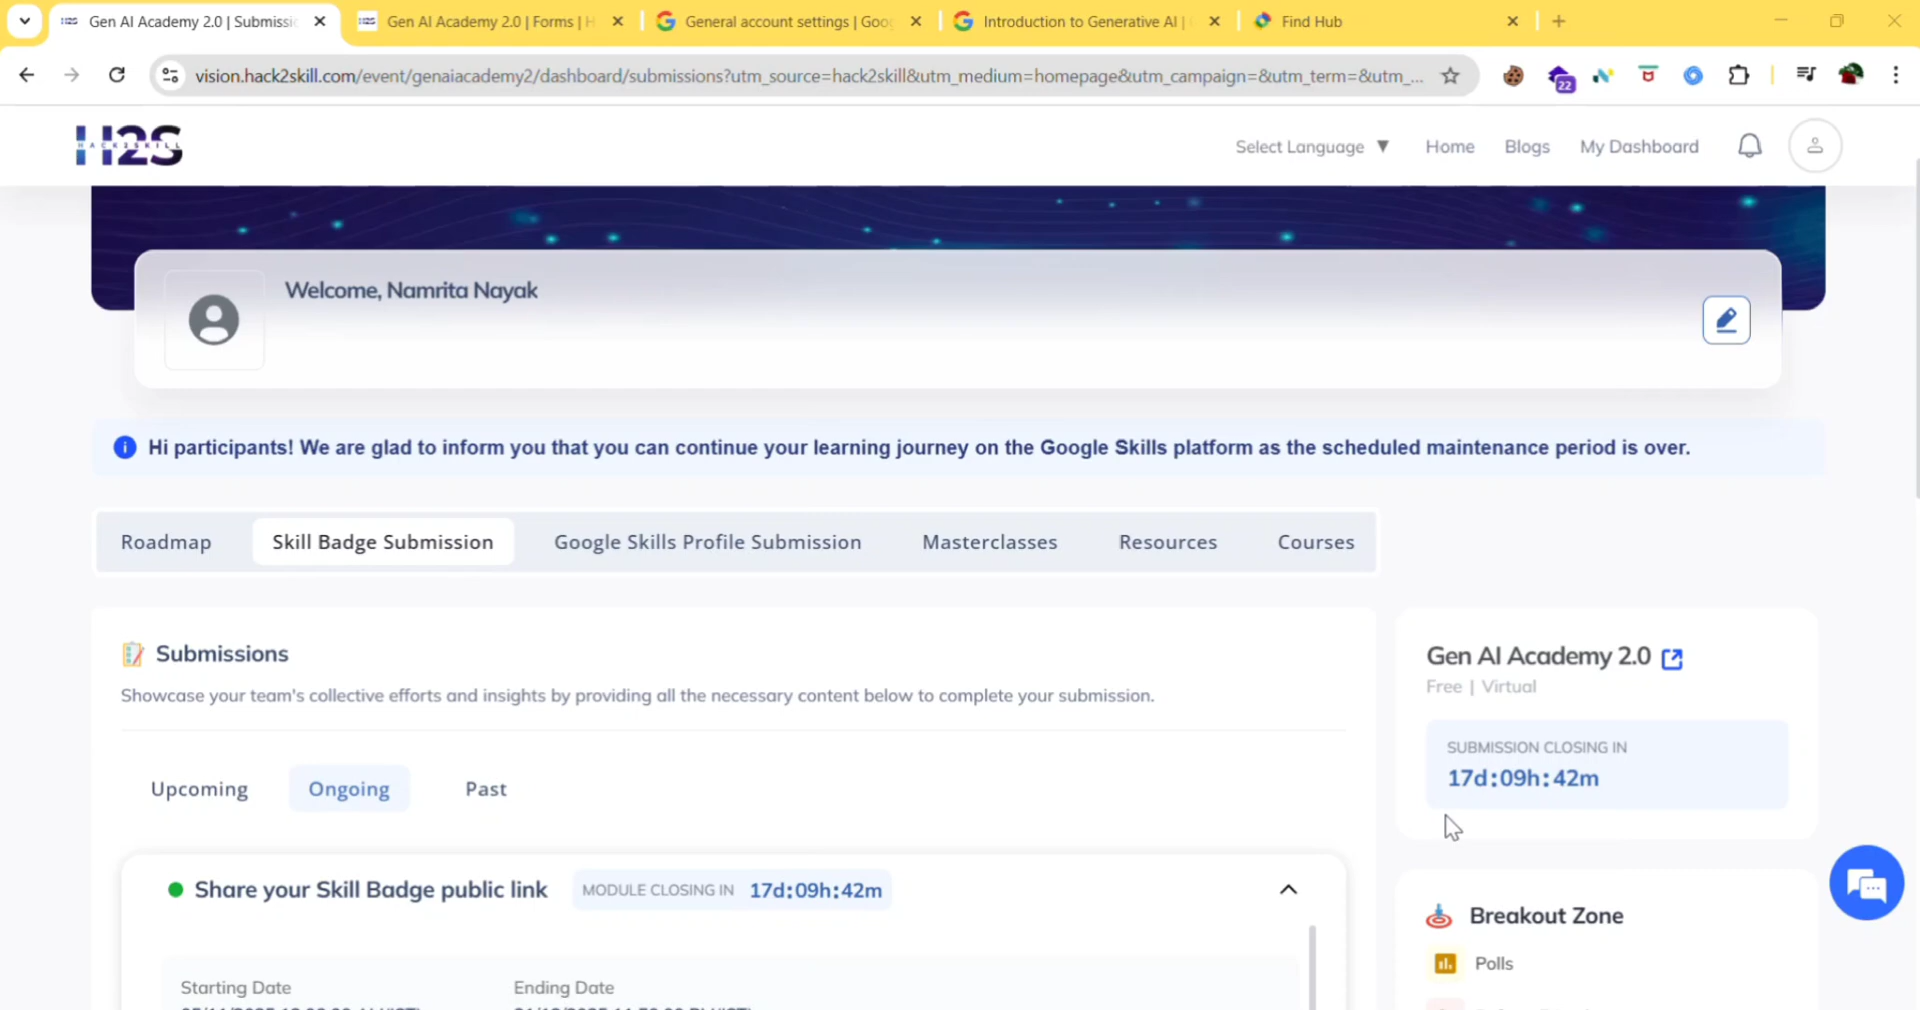 Gen AI Academy 2.0 | Submissic
Gen AI Academy 2.0 | Forms | H
General account settings | Goog
Introduction to Generative AI |
Find Hub
vision.hack2skill.com/event/genaiacademy2/dashboard/submissions?utm_source=hack2skill&utm_medium=homepage&utm_campaign=&utm_term=&utm_...
22
H2S
HACK2SKILL
Select Language ▼
Home
Blogs
My Dashboard
Welcome, Namrita Nayak
Hi participants! We are glad to inform you that you can continue your learning journey on the Google Skills platform as the scheduled maintenance period is over.
Roadmap
Skill Badge Submission
Google Skills Profile Submission
Masterclasses
Resources
Courses
Submissions
Showcase your team's collective efforts and insights by providing all the necessary content below to complete your submission.
Upcoming
Ongoing
Past
Share your Skill Badge public link
MODULE CLOSING IN 17d:09h:42m
Starting Date
Ending Date
Gen AI Academy 2.0
Free | Virtual
SUBMISSION CLOSING IN
17d:09h:42m
Breakout Zone
Polls